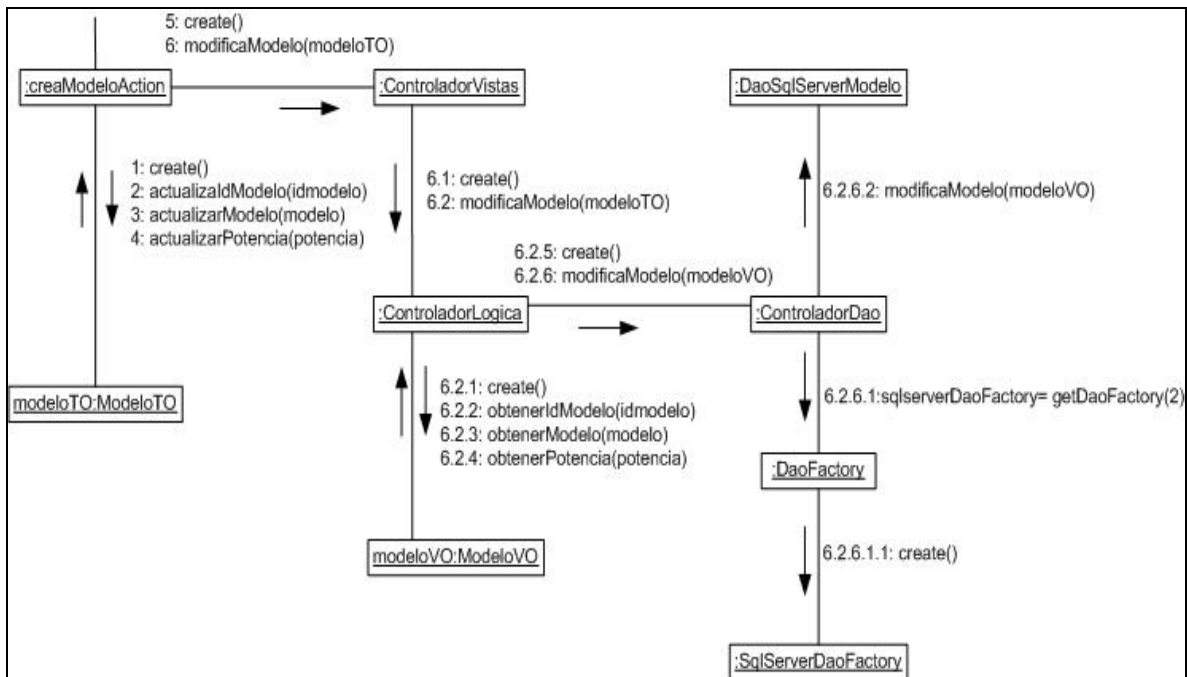 5: create()
6: modificaModelo(modeloTO)
:creaModeloAction
:ControladorVistas
:DaoSqlServerModelo
1: create()
2: actualizaIdModelo(idmodelo)
3: actualizarModelo(modelo)
4: actualizarPotencia(potencia)
6.1: create()
6.2: modificaModelo(modeloTO)
6.2.6.2: modificaModelo(modeloVO)
6.2.5: create()
6.2.6: modificaModelo(modeloVO)
:ControladorLogica
:ControladorDao
modeloTO:ModeloTO
6.2.1: create()
6.2.2: obtenerIdModelo(idmodelo)
6.2.3: obtenerModelo(modelo)
6.2.4: obtenerPotencia(potencia)
6.2.6.1:sqlserverDaoFactory= getDaoFactory(2)
:DaoFactory
modeloVO:ModeloVO
6.2.6.1.1: create()
:SqlServerDaoFactory